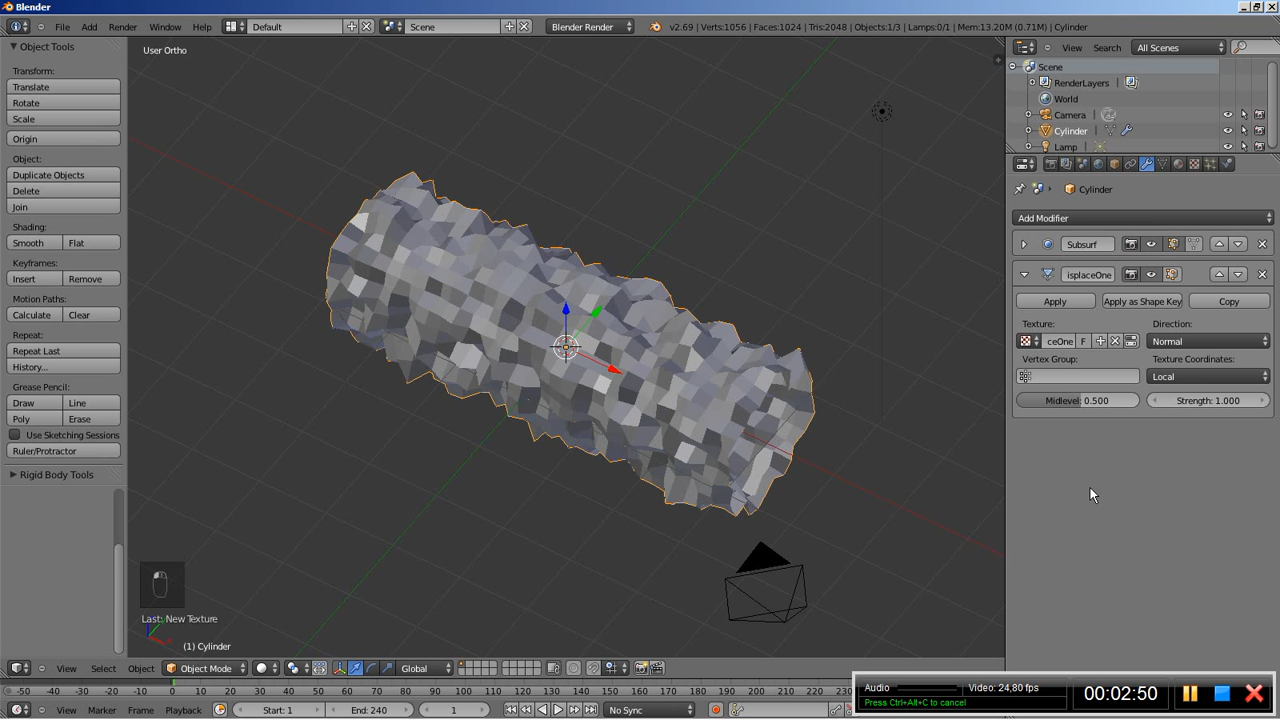 Blender
File Add Render Window Help
Default
Scene
Blender Render
v2.69 | Verts:1056 | Faces:1024 | Tris:2048 | Objects:1/3 | Lamps:0/1 | Mem:13.20M (0.71M) | Cylinder
Object Tools
Transform:
Translate
Rotate
Scale
Origin
Object:
Duplicate Objects
Delete
Join
Shading:
Smooth Flat
Keyframes:
Insert Remove
Motion Paths:
Calculate Clear
Repeat:
Repeat Last
History...
Grease Pencil:
Draw Line
Poly Erase
Use Sketching Sessions
Ruler/Protractor
Rigid Body Tools
User Ortho
Last: New Texture
(1) Cylinder
View Search All Scenes
Scene
RenderLayers
World
Camera
Cylinder
Lamp
Cylinder
Add Modifier
Subsurf
isplaceOne
Apply Apply as Shape Key Copy
Texture: Direction:
ceOne F Normal
Vertex Group: Texture Coordinates:
Local
Midlevel: 0.500 Strength: 1.000
View Select Object Object Mode Global
-50 -40 -30 -20 -10 0 10 20 30 40 50 60 70 80 90 100 110 120 130 140 150 160 170 180 190 200 210 220 230
View Marker Frame Playback Start: 1 End: 240 1 No Sync
Audio Video: 24,80 fps
Press Ctrl+Alt+C to cancel
00:02:50